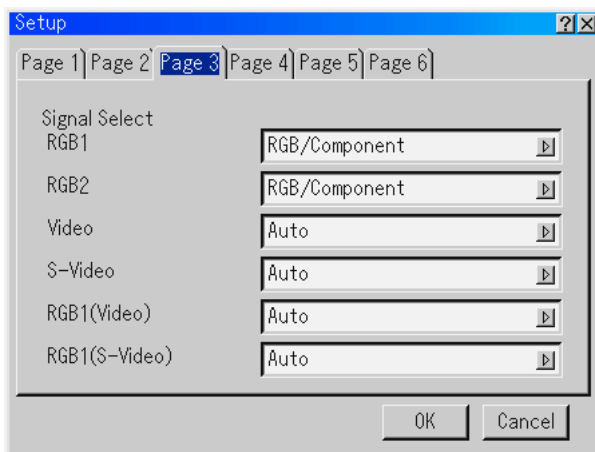 Setup
Page 1 Page 2 Page 3 Page 4 Page 5 Page 6
Signal Select
RGB1 RGB/Component
RGB2 RGB/Component
Video Auto
S-Video Auto
RGB1(Video) Auto
RGB1(S-Video) Auto
OK Cancel